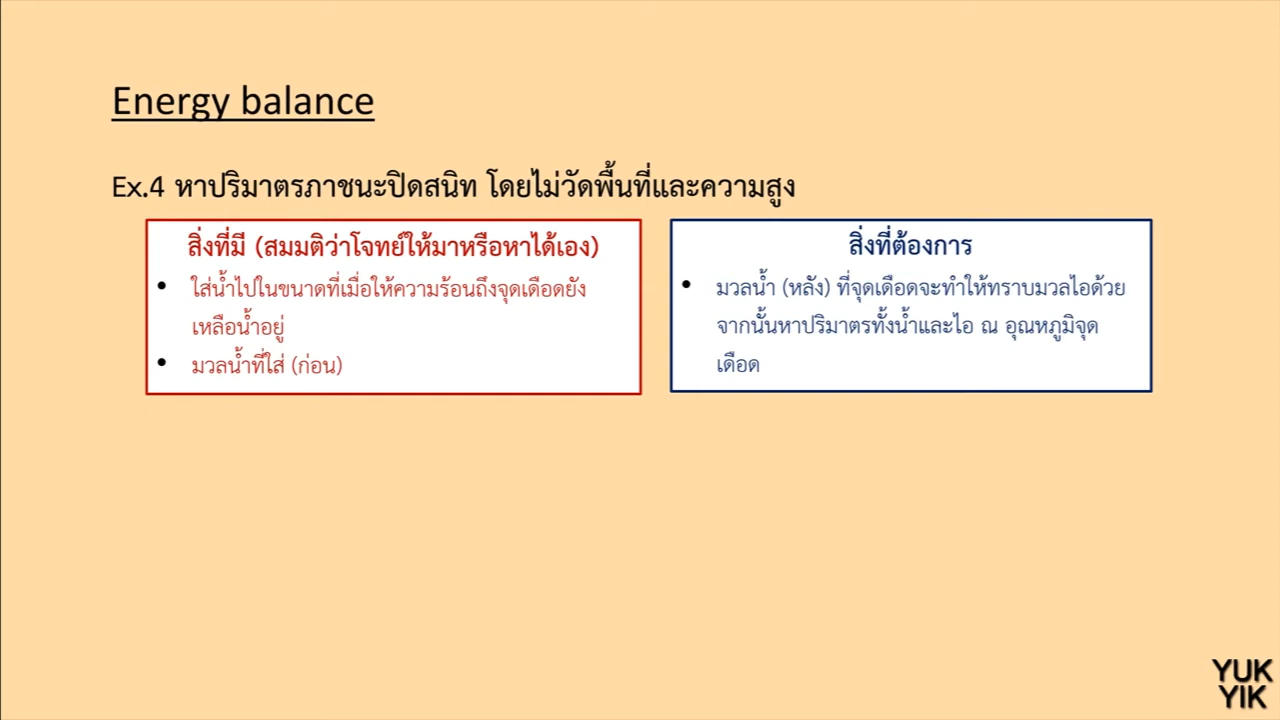 Energy balance
Ex.4 หาปริมาตรภาชนะปิดสนิท โดยไม่วัดพื้นที่และความสูง
สิ่งที่มี (สมมติว่าโจทย์ให้มาหรือหาได้เอง)
• ใส่น้ำไปในขนาดที่เมื่อให้ความร้อนถึงจุดเดือดยัง
เหลือน้ำอยู่
• มวลน้ำที่ใส่ (ก่อน)
สิ่งที่ต้องการ
• มวลน้ำ (หลัง) ที่จุดเดือดจะทำให้ทราบมวลไอด้วย
จากนั้นหาปริมาตรทั้งน้ำและไอ ณ อุณหภูมิจุด
เดือด
YUK
YIK